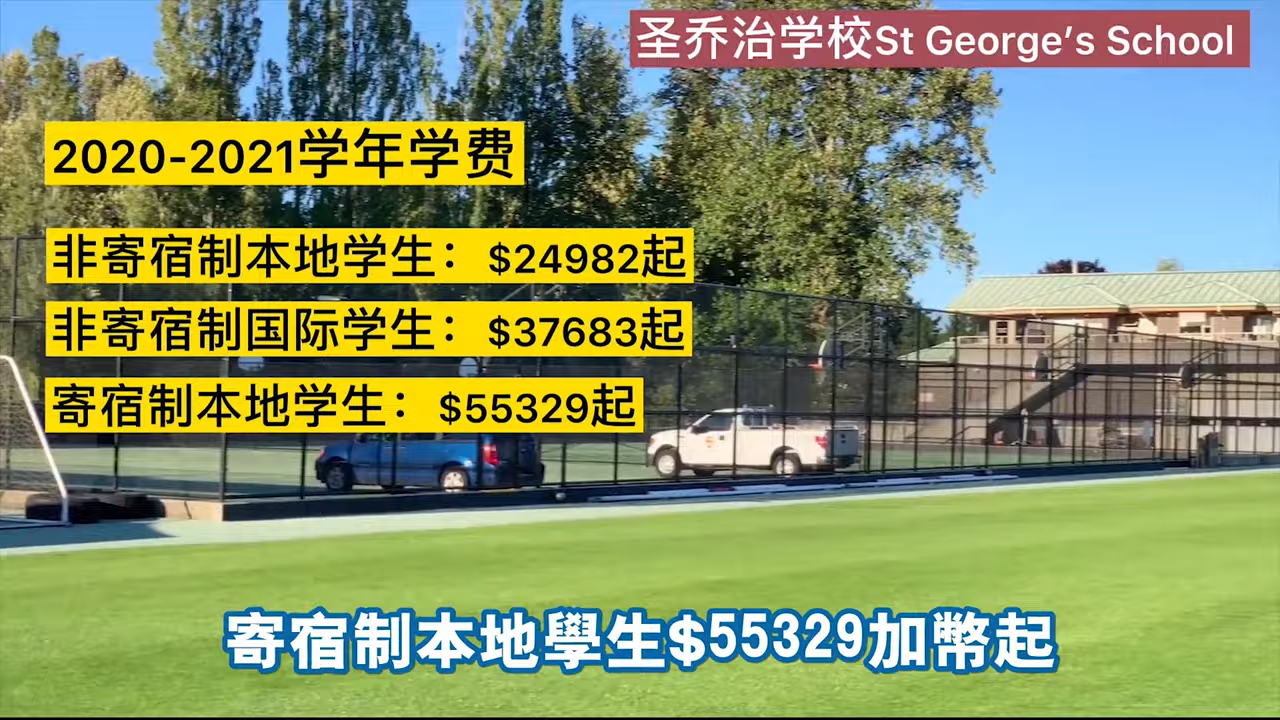 圣乔治学校St George's School
2020-2021学年学费
非寄宿制本地学生：$24982起
非寄宿制国际学生：$37683起
寄宿制本地学生：$55329起
寄宿制本地學生$55329加幣起